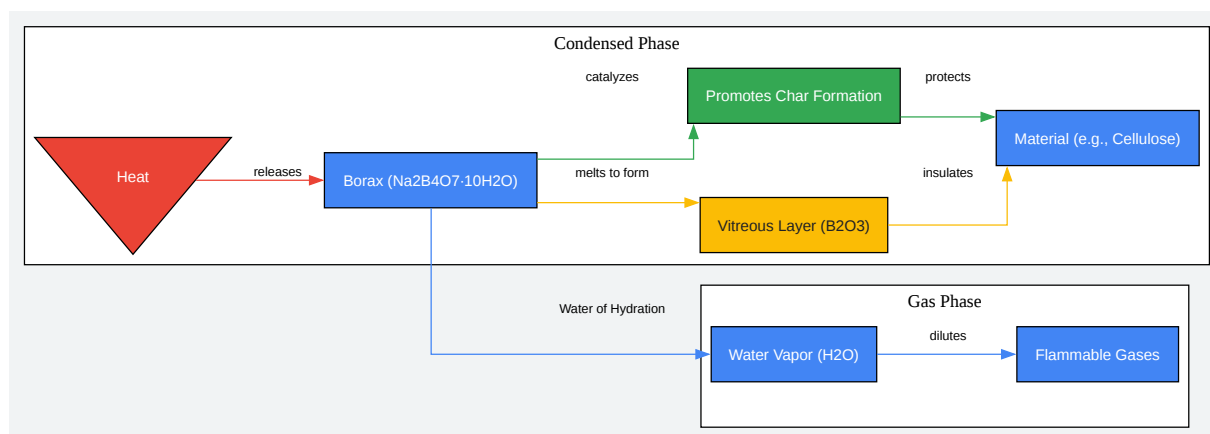 Condensed Phase
catalyzes
Promotes Char Formation
protects
Material (e.g., Cellulose)
Heat
releases
Borax (Na2B4O7·10H2O)
melts to form
insulates
Vitreous Layer (B2O3)
Gas Phase
Water of Hydration
Water Vapor (H2O)
dilutes
Flammable Gases